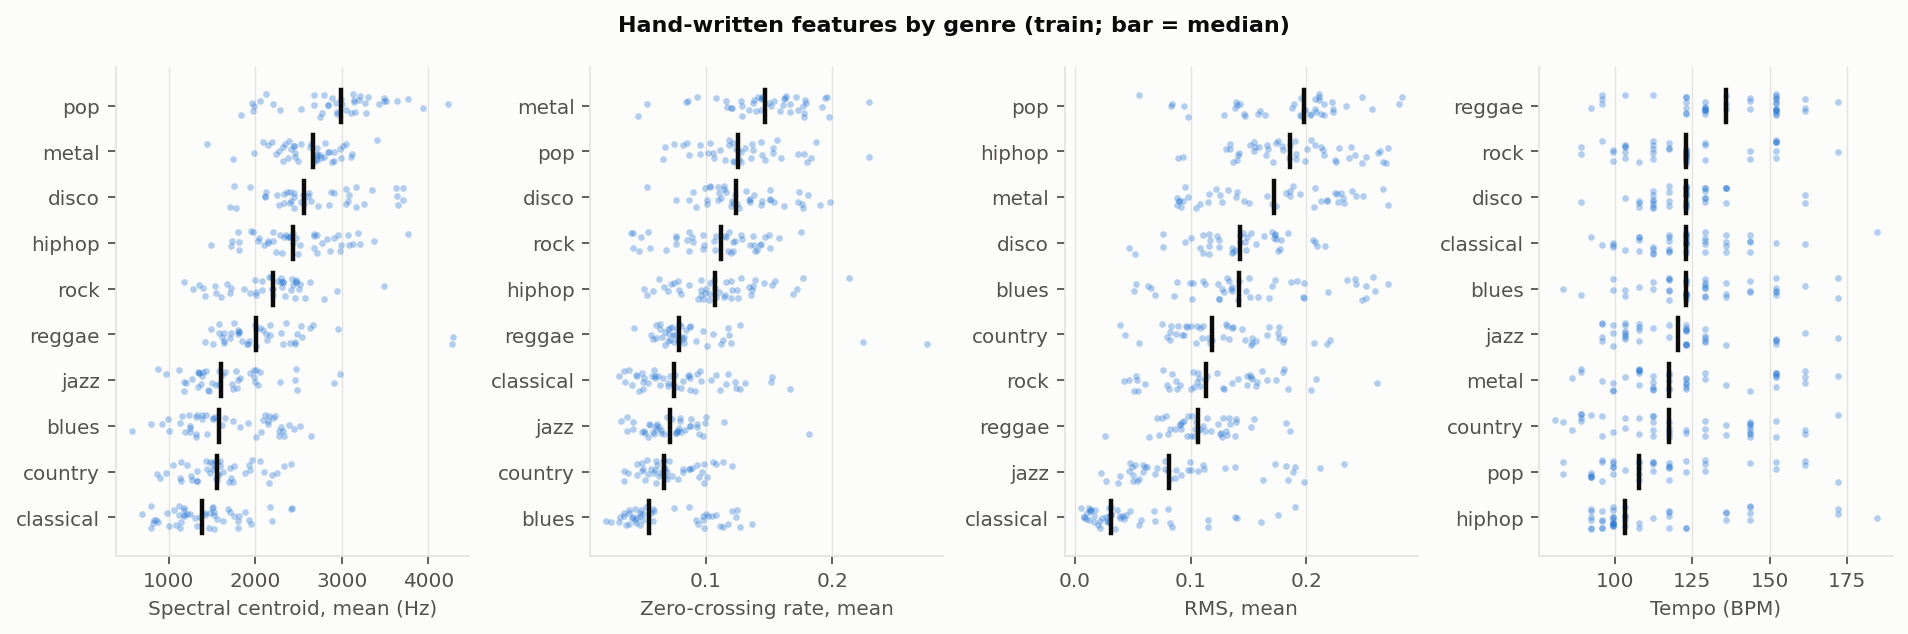 Hand-written features by genre (train; bar = median)
pop
metal
disco
hiphop
rock
reggae
jazz
blues
country
classical
1000 2000 3000 4000
Spectral centroid, mean (Hz)
metal
pop
disco
rock
hiphop
reggae
classical
jazz
country
blues
0.1 0.2
Zero-crossing rate, mean
pop
hiphop
metal
disco
blues
country
rock
reggae
jazz
classical
0.0 0.1 0.2
RMS, mean
reggae
rock
disco
classical
blues
jazz
metal
country
pop
hiphop
100 125 150 175
Tempo (BPM)